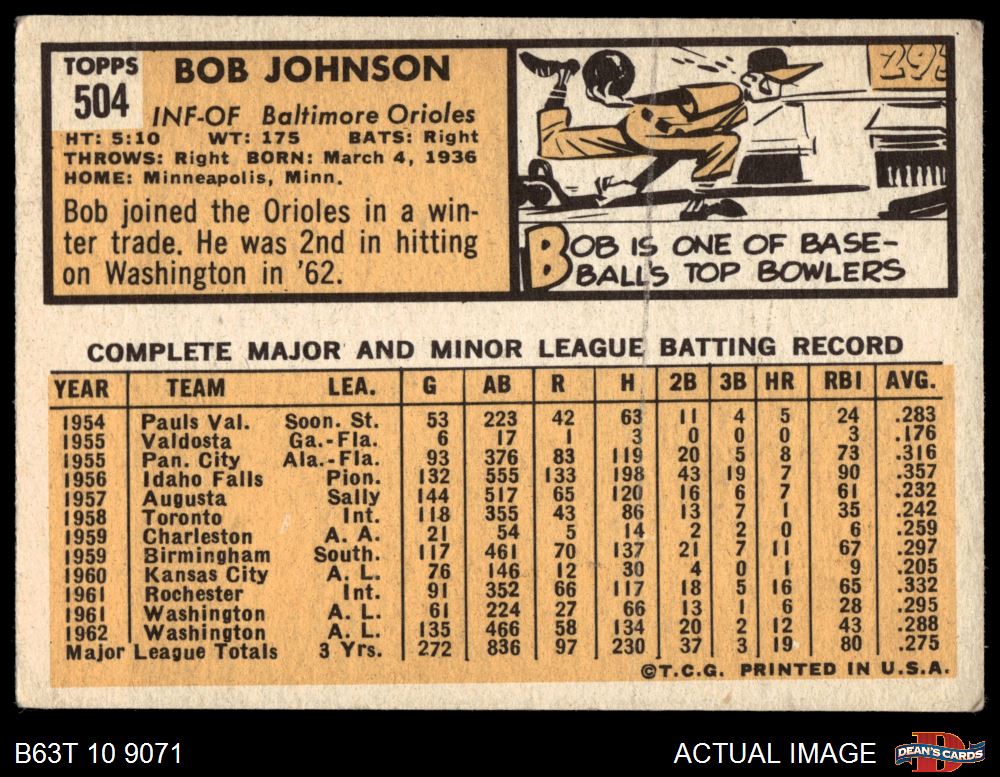 TOPPS
504
BOB JOHNSON
INF-OF Baltimore Orioles
HT: 5:10 WT: 175 BATS: Right
THROWS: Right BORN: March 4, 1936
HOME: Minneapolis, Minn.
Bob joined the Orioles in a win-
ter trade. He was 2nd in hitting
on Washington in '62.
BOB IS ONE OF BASE-
BALLS TOP BOWLERS
COMPLETE MAJOR AND MINOR LEAGUE BATTING RECORD
YEAR TEAM LEA. G AB R H 2B 3B HR RBI AVG.
1954 Pauls Val. Soon. St. 53 223 42 63 11 4 5 24 .283
1955 Valdosta Ga.-Fla. 6 17 1 3 0 0 0 3 .176
1955 Pan. City Ala.-Fla. 93 376 83 119 20 5 8 73 .316
1956 Idaho Falls Pion. 132 555 133 198 43 19 7 90 .357
1957 Augusta Sally 144 517 65 120 16 6 7 61 .232
1958 Toronto Int. 118 355 43 86 13 7 1 35 .242
1959 Charleston A. A. 21 54 5 14 2 2 0 6 .259
1959 Birmingham South. 117 461 70 137 21 7 11 67 .297
1960 Kansas City A. L. 76 146 12 30 4 0 1 9 .205
1961 Rochester Int. 91 352 66 117 18 5 16 65 .332
1961 Washington A. L. 61 224 27 66 13 1 6 28 .295
1962 Washington A. L. 135 466 58 134 20 2 12 43 .288
Major League Totals 3 Yrs. 272 836 97 230 37 3 19 80 .275
©T.C.G. PRINTED IN U.S.A.
B63T 10 9071
ACTUAL IMAGE
DEAN'S CARDS